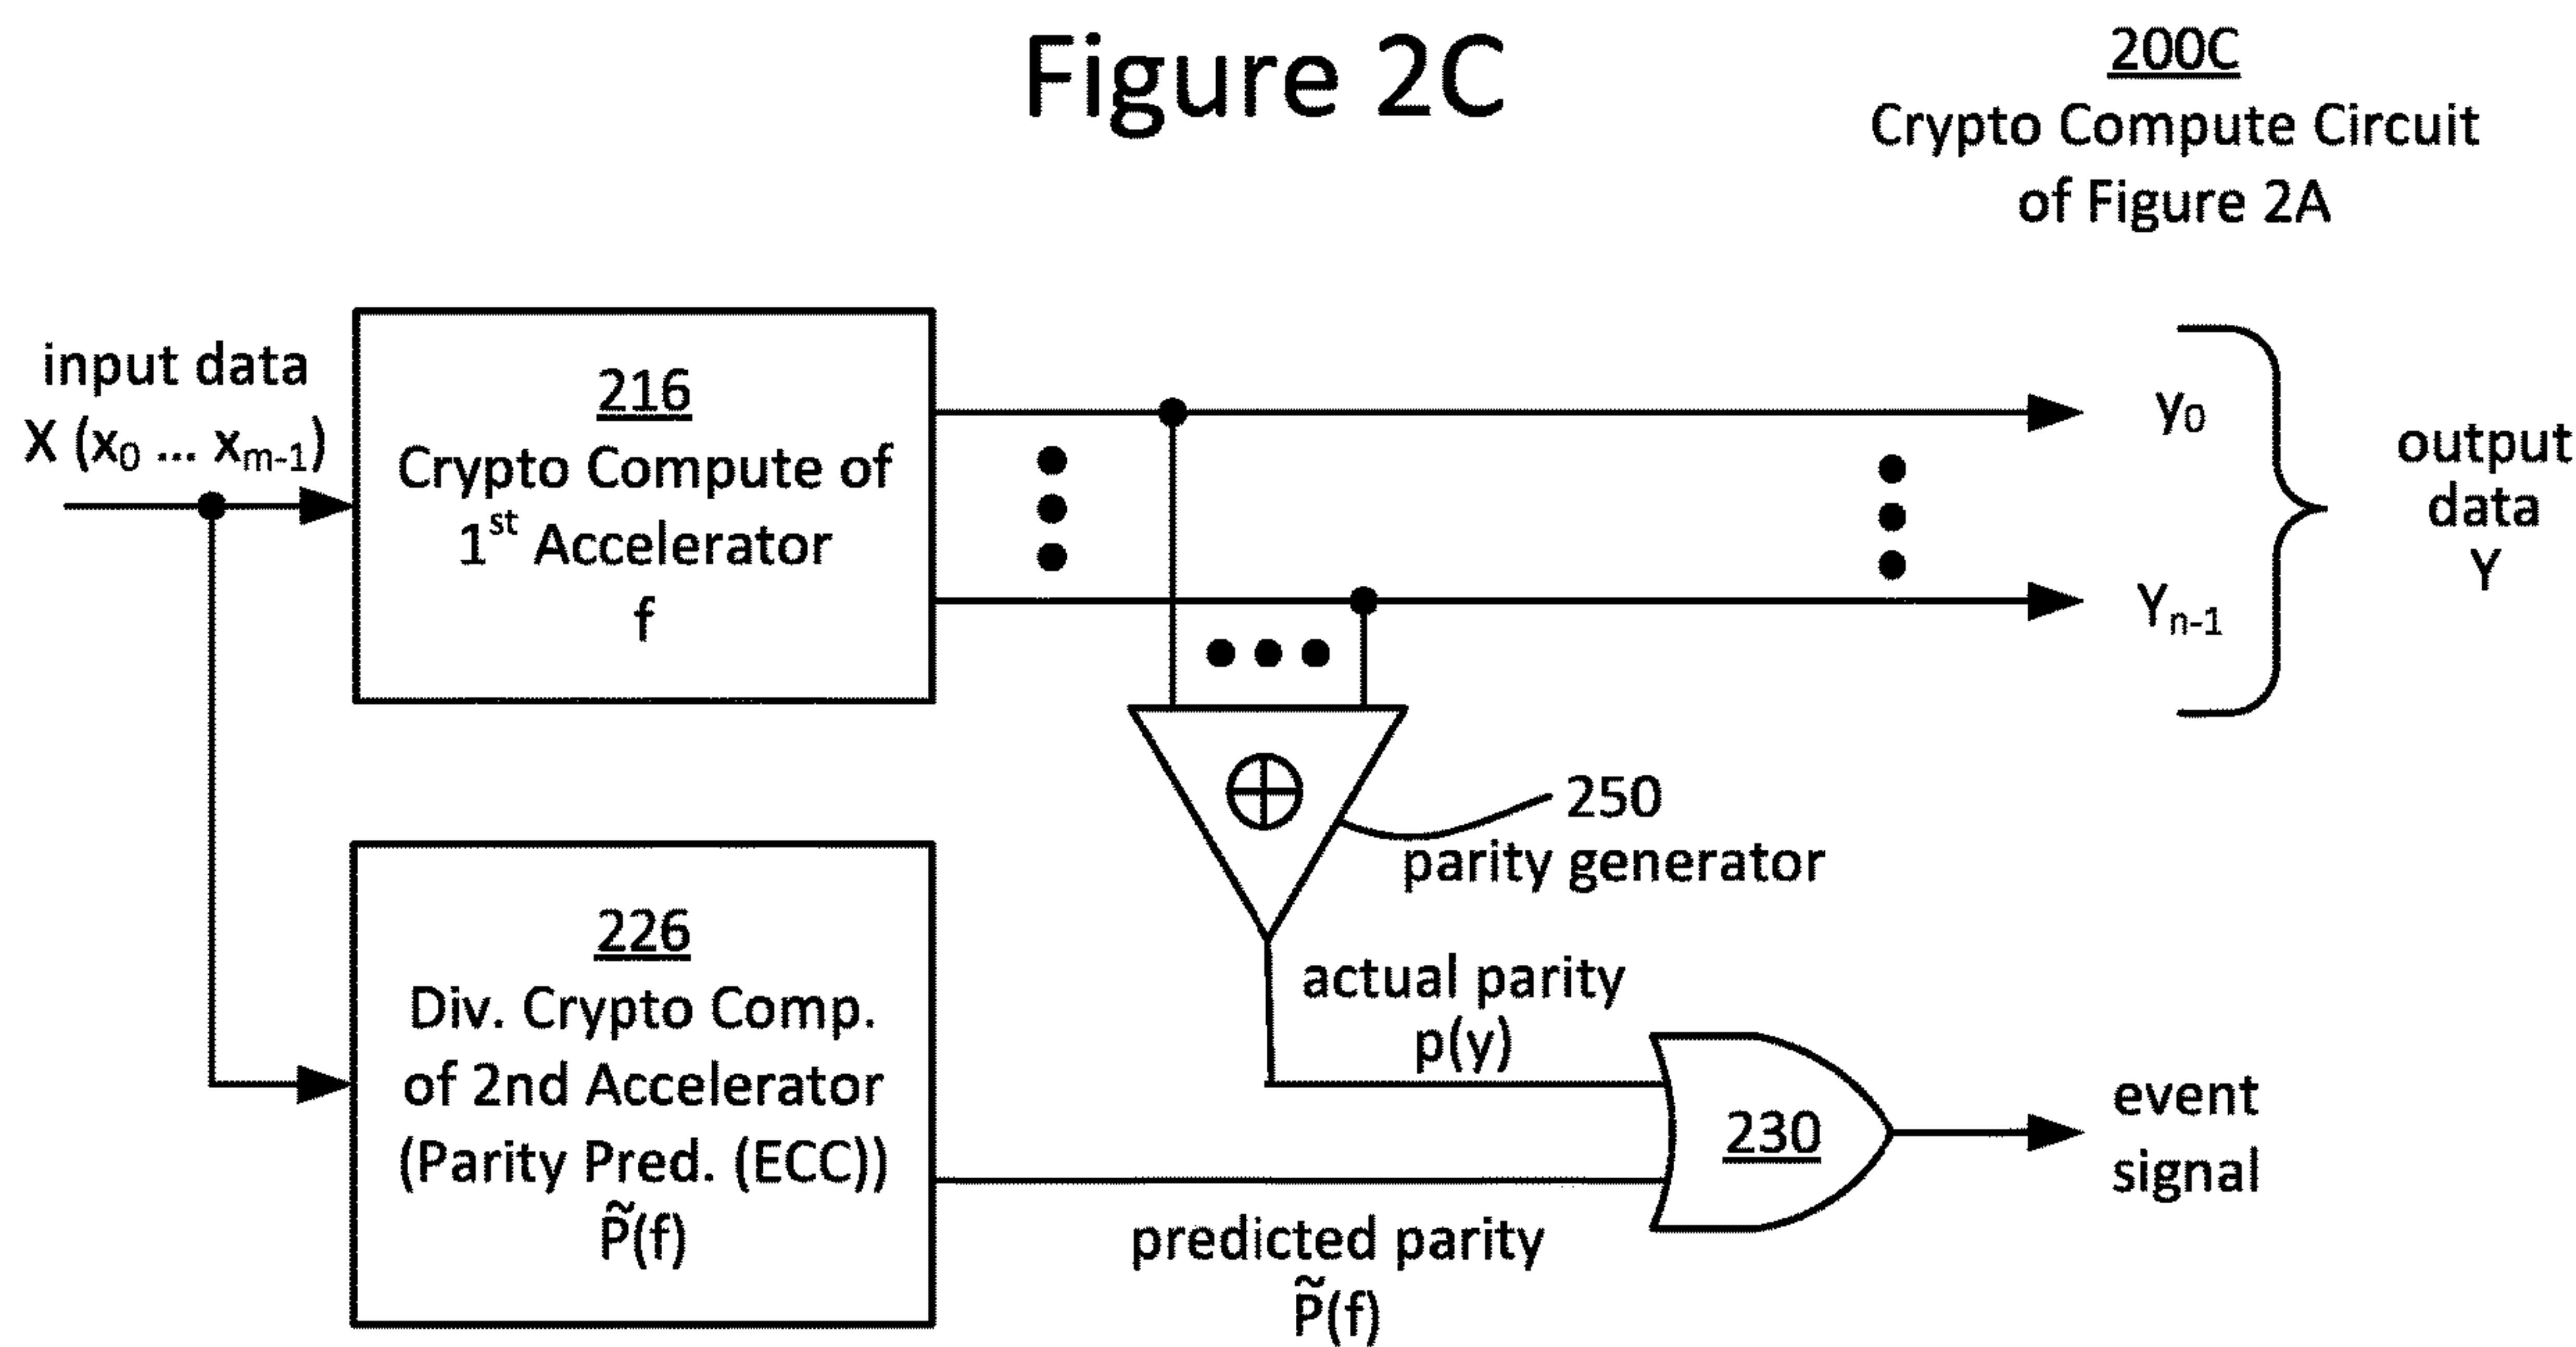 Figure 2C
200C
Crypto Compute Circuit
of Figure 2A
input data
X (x₀ ... xₘ₋₁)
216
Crypto Compute of
1ˢᵗ Accelerator
f
y₀
Yₙ₋₁
output
data
Y
250
parity generator
226
Div. Crypto Comp.
of 2nd Accelerator
(Parity Pred. (ECC))
P̃(f)
actual parity
p(y)
230
event
signal
predicted parity
P̃(f)